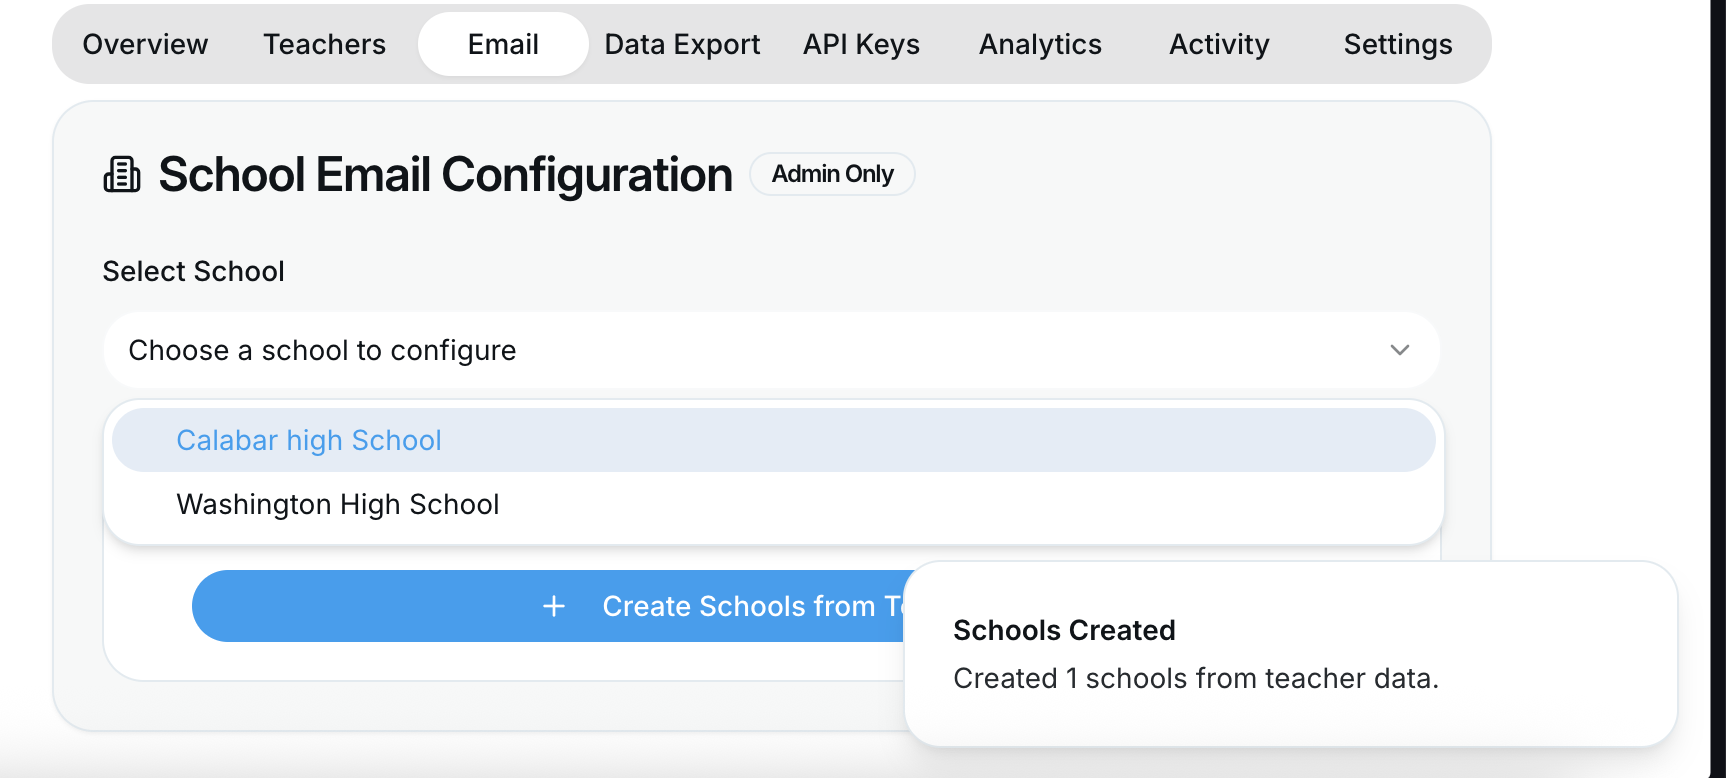 Overview Teachers Email Data Export API Keys Analytics Activity Settings
School Email Configuration Admin Only
Select School
Choose a school to configure
Calabar high School
Washington High School
Create Schools from
Schools Created
Created 1 schools from teacher data.